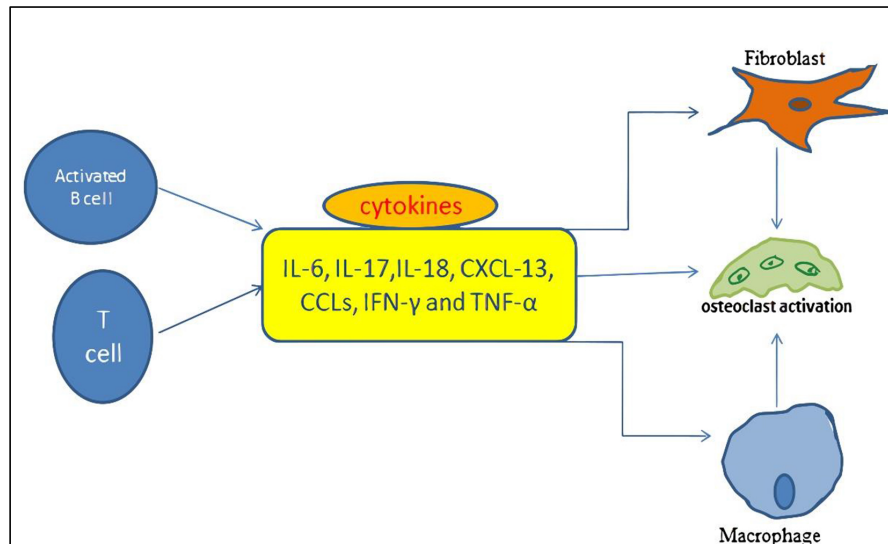 Fibroblast
Activated
B cell
cytokines
IL-6, IL-17,IL-18, CXCL-13,
CCLs, IFN-γ and TNF-α
osteoclast activation
T
cell
Macrophage